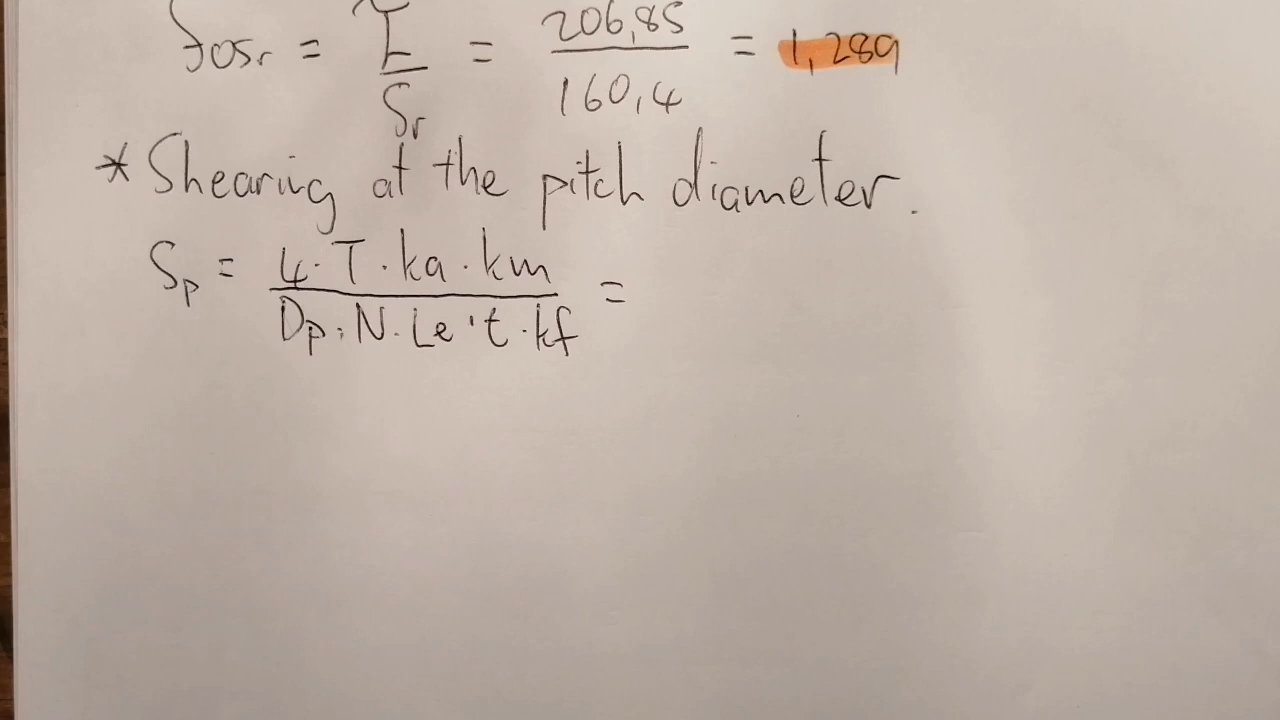 fosr = τ / Sr = 206,85 / 160,4 = 1,289
* Shearing at the pitch diameter.
Sp = 4 · T · ka · km / Dp · N · Le · t · kf =